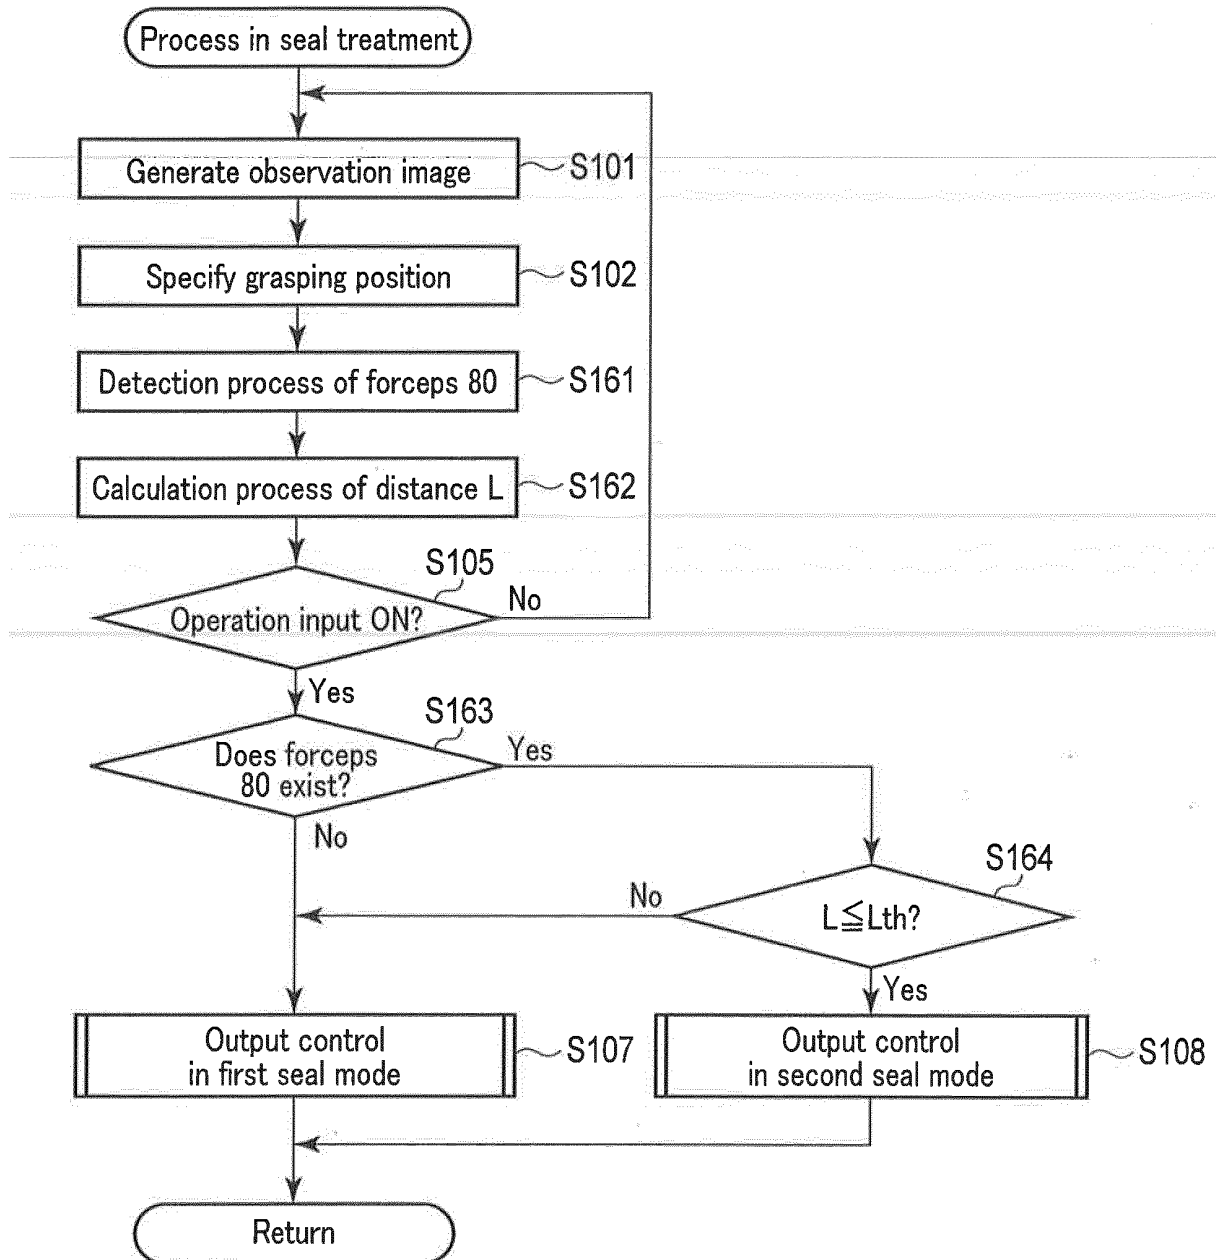 Process in seal treatment
Generate observation image
S101
Specify grasping position
S102
Detection process of forceps 80
S161
Calculation process of distance L
S162
S105
Operation input ON?
No
Yes
S163
Does forceps
80 exist?
Yes
No
S164
L≦Lth?
No
Yes
Output control
in first seal mode
S107
Output control
in second seal mode
S108
Return